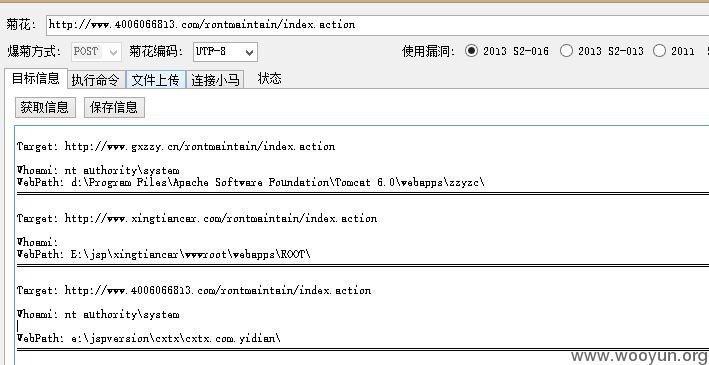 菊花: http://www.4006066813.com/rontmaintain/index.action
爆菊方式: POST 菊花编码: UTF-8 使用漏洞: 2013 S2-016 2013 S2-013 2011
目标信息 执行命令 文件上传 连接小马 状态
获取信息 保存信息
Target: http://www.gxzzy.cn/rontmaintain/index.action
Whoami: nt authority\system
WebPath: d:\Program Files\Apache Software Foundation\Tomcat 6.0\webapps\zzyzc\
Target: http://www.xingtiancar.com/rontmaintain/index.action
Whoami:
WebPath: E:\jsp\xingtiancar\wwwroot\webapps\ROOT\
Target: http://www.4006066813.com/rontmaintain/index.action
Whoami: nt authority\system
WebPath: e:\jspversion\cxtx\cxtx.com.yidian\
www.wooyun.org